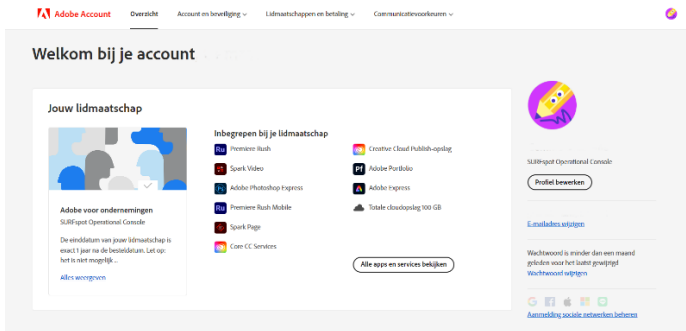 Adobe Account
Overzicht
Account en beveiliging
Lidmaatschappen en betaling
Communicatievoorkeuren
Welkom bij je account
Jouw lidmaatschap
Adobe voor ondernemingen
SURFspot Operational Console
De einddatum van jouw lidmaatschap is
exact 1 jaar na de besteldatum. Let op:
het is niet mogelijk...
Alles weergeven
Inbegrepen bij je lidmaatschap
Ru Premiere Rush
Spark Video
Ps Adobe Photoshop Express
Ru Premiere Rush Mobile
Spark Page
Core CC Services
Creative Cloud Publish-opslag
Pf Adobe Portfolio
Adobe Express
Totale cloudopslag 100 GB
Alle apps en services bekijken
SURFspot Operational Console
Profiel bewerken
E-mailadres wijzigen
Wachtwoord is minder dan een maand
geleden voor het laatst gewijzigd
Wachtwoord wijzigen
Aanmelding sociale netwerken beheren